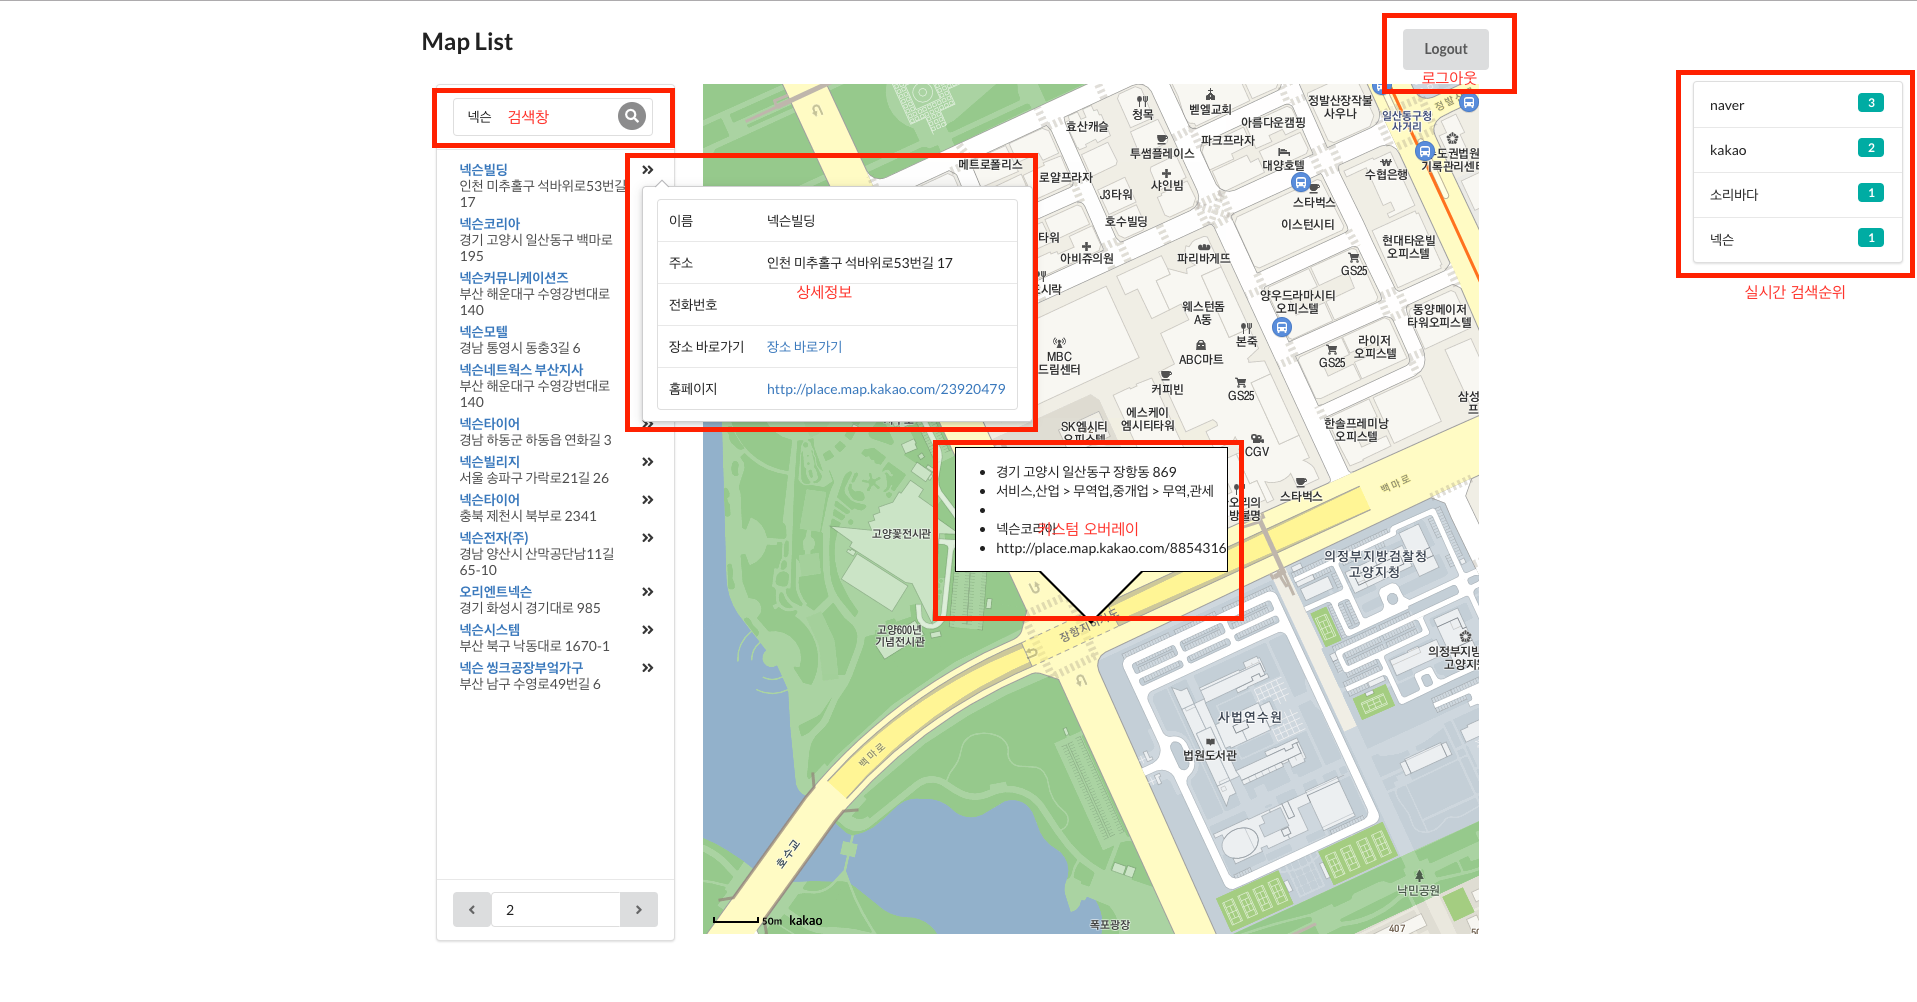 Map List
Logout
로그아웃
넥슨
검색창
넥슨빌딩
인천 미추홀구 석바위로53번길
17
넥슨코리아
경기 고양시 일산동구 백마로
195
넥슨커뮤니케이션즈
부산 해운대구 수영강변대로
140
넥슨모텔
경남 통영시 동충3길 6
넥슨네트웍스 부산지사
부산 해운대구 수영강변대로
140
넥슨타이어
경남 하동군 하동읍 연화길 3
넥슨빌리지
서울 송파구 가락로21길 26
넥슨타이어
충북 제천시 북부로 2341
넥슨전자(주)
경남 양산시 산막공단남11길
65-10
오리엔트넥슨
경기 화성시 경기대로 985
넥슨시스템
부산 북구 낙동대로 1670-1
넥슨 씽크공장부엌가구
부산 남구 수영로49번길 6
2
이름 넥슨빌딩
주소 인천 미추홀구 석바위로53번길 17
상세정보
전화번호
장소 바로가기 장소 바로가기
홈페이지 http://place.map.kakao.com/23920479
경기 고양시 일산동구 장항동 869
서비스,산업 > 무역업,중개업 > 무역,관세
넥슨코리아
커스텀 오버레이
http://place.map.kakao.com/8854316
naver 3
kakao 2
소리바다 1
넥슨 1
실시간 검색순위
청목
벧엘교회
정발산장작불
사우나
효산캐슬
아름다운캠핑
일산동구청
사거리
정발산
투썸플레이스
파크프라자
메트로폴리스
대양호텔
수협은행
도권법원
기록관리센터
로얄프라자
샤인빔
J3타워
스타벅스
호수빌딩
이스턴시티
타워
아비쥬의원
파리바게뜨
현대타운빌
오피스텔
GS25
도시락
웨스턴돔
A동
양우드라마시티
오피스텔
동양메이저
타워오피스텔
본죽
MBC
드림센터
ABC마트
GS25
라이저
오피스텔
커피빈
GS25
에스케이
엠시티타워
SK엠시티
오피스텔
한솔프레미낭
오피스텔
삼성
CGV
오리의
방불명
스타벅스
백마로
고양꽃전시관
의정부지방검찰청
고양지청
고양600년
기념전시관
의정부지방
고양지원
사법연수원
법원도서관
백마로
호수교
낙민공원
폭포광장
407
50m
kakao